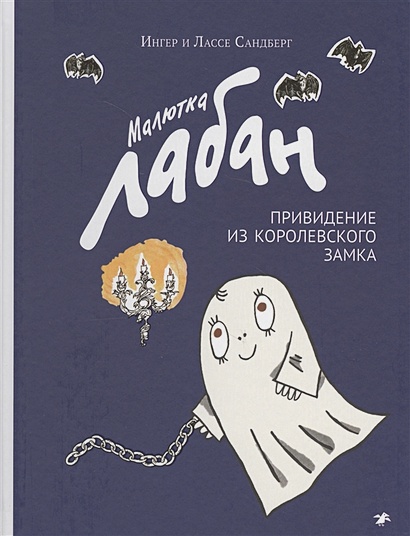 Ингер и Лассе Сандберг
Малютка
Лабан
ПРИВИДЕНИЕ
ИЗ КОРОЛЕВСКОГО
ЗАМКА